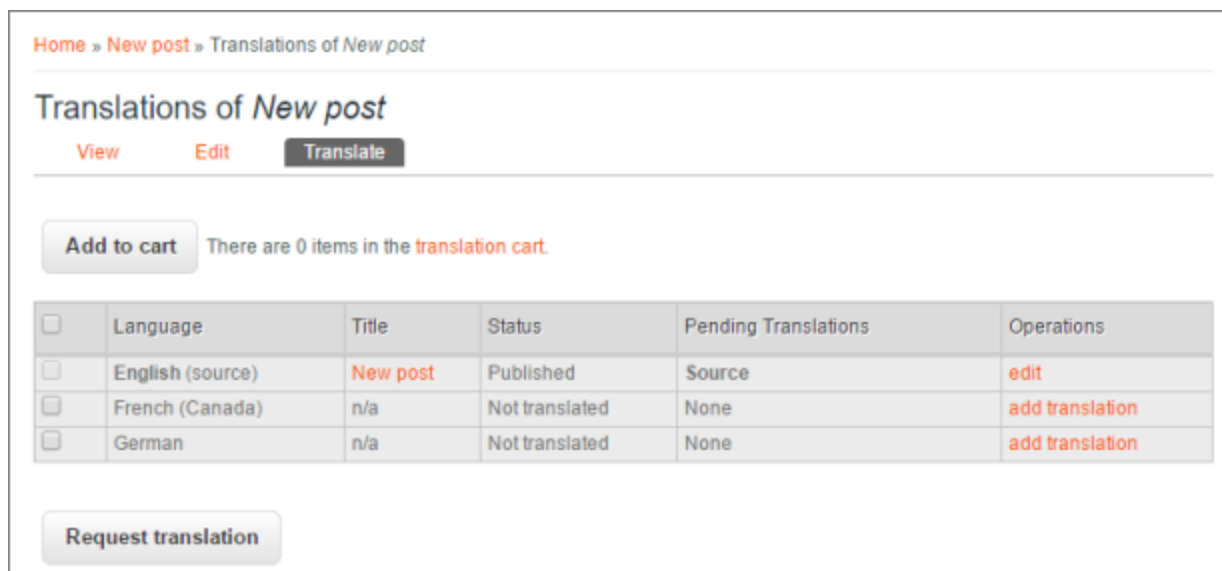 Home » New post » Translations of New post
Translations of New post
View Edit Translate
Add to cart There are 0 items in the translation cart.
Language Title Status Pending Translations Operations
English (source) New post Published Source edit
French (Canada) n/a Not translated None add translation
German n/a Not translated None add translation
Request translation